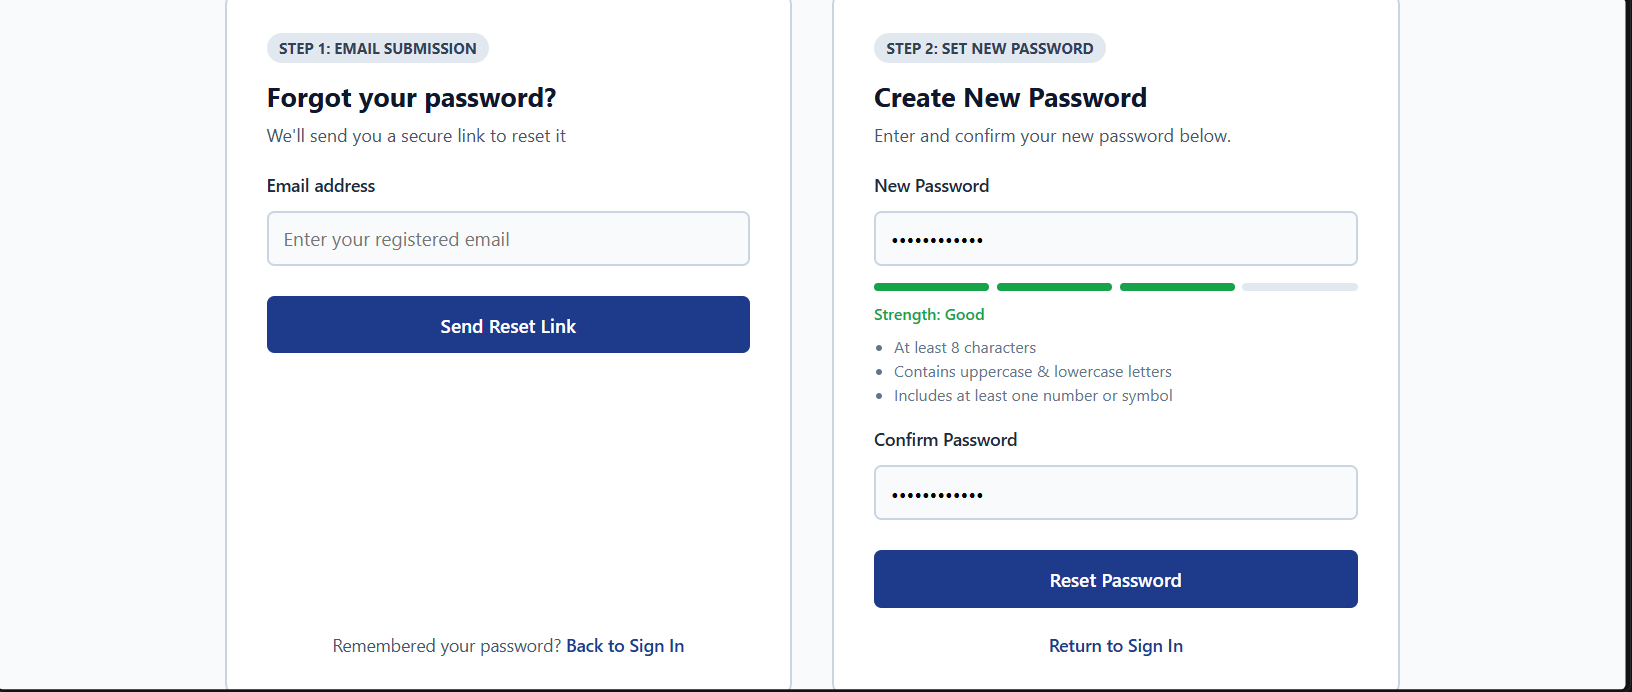 STEP 1: EMAIL SUBMISSION
Forgot your password?
We'll send you a secure link to reset it
Email address
Enter your registered email
Send Reset Link
Remembered your password? Back to Sign In
STEP 2: SET NEW PASSWORD
Create New Password
Enter and confirm your new password below.
New Password
••••••••••••
Strength: Good
• At least 8 characters
• Contains uppercase & lowercase letters
• Includes at least one number or symbol
Confirm Password
••••••••••••
Reset Password
Return to Sign In